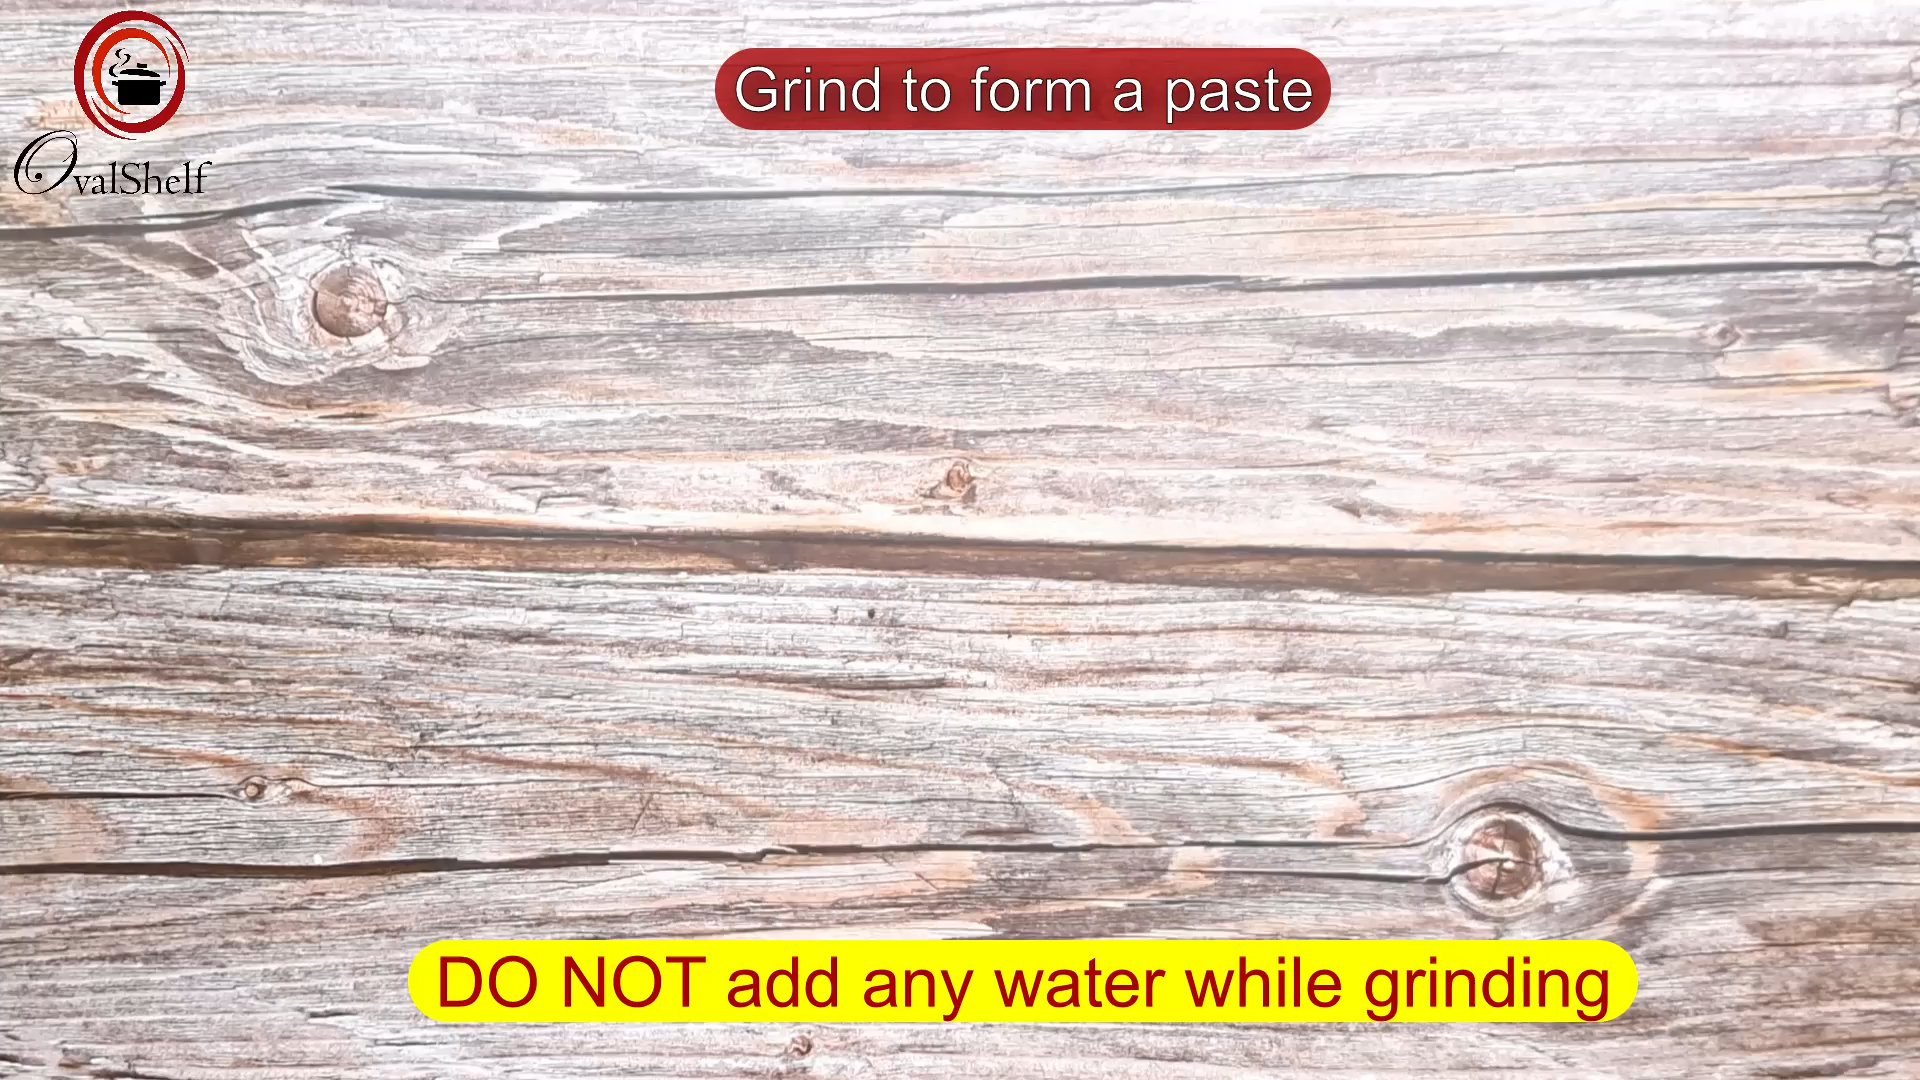 OvalShelf
Grind to form a paste
DO NOT add any water while grinding